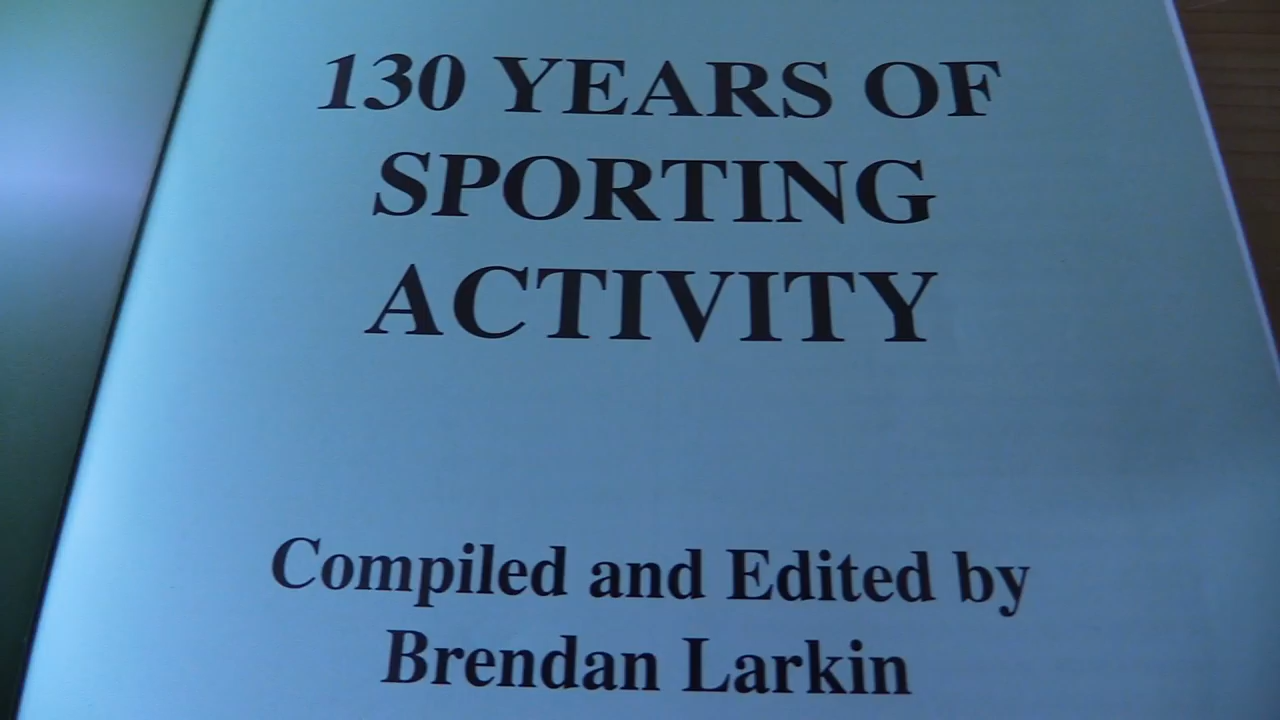 130 YEARS OF
SPORTING
ACTIVITY
Compiled and Edited by
Brendan Larkin